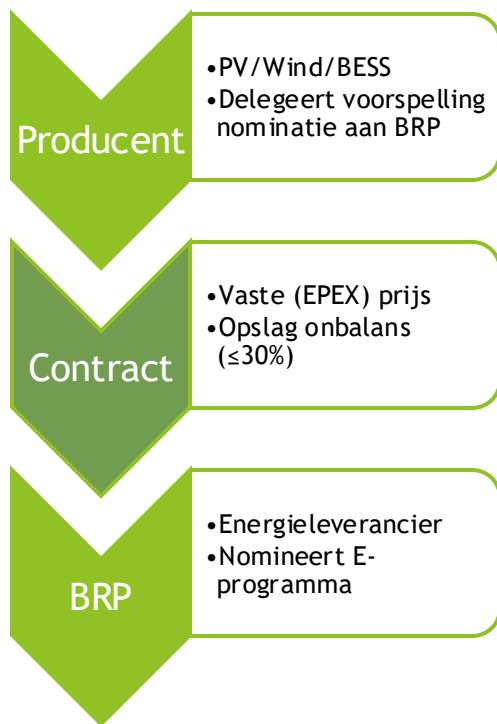 Producent
•PV/Wind/BESS
•Delegeert voorspelling
nominatie aan BRP
Contract
•Vaste (EPEX) prijs
•Opslag onbalans
(≤30%)
BRP
•Energieleverancier
•Nomineert E-
programma